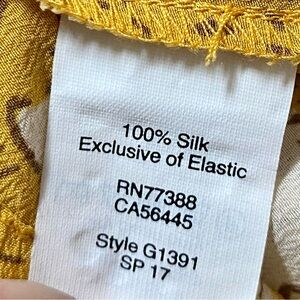 100% Silk
Exclusive of Elastic
RN77388
CA56445
Style G1391
SP 17